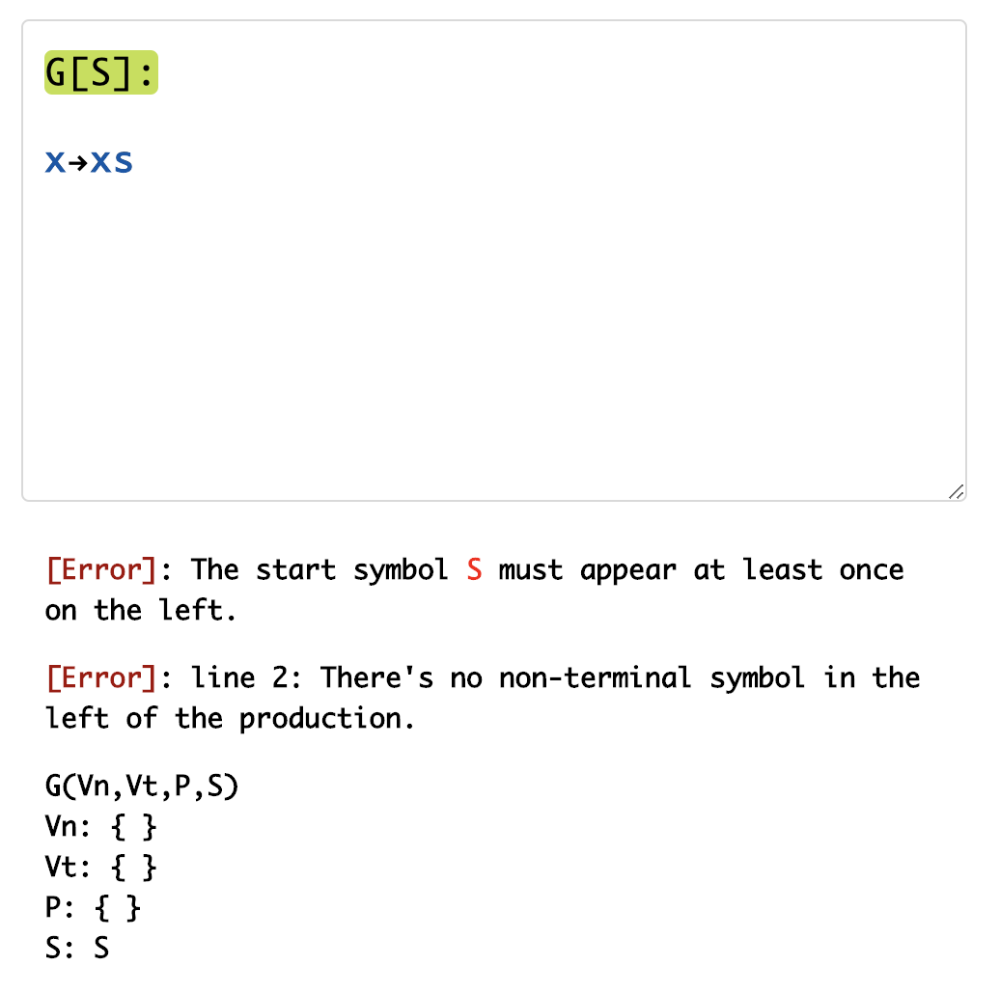 G[S]:
x→xs
[Error]: The start symbol S must appear at least once
on the left.
[Error]: line 2: There's no non-terminal symbol in the
left of the production.
G(Vn,Vt,P,S)
Vn: { }
Vt: { }
P: { }
S: S